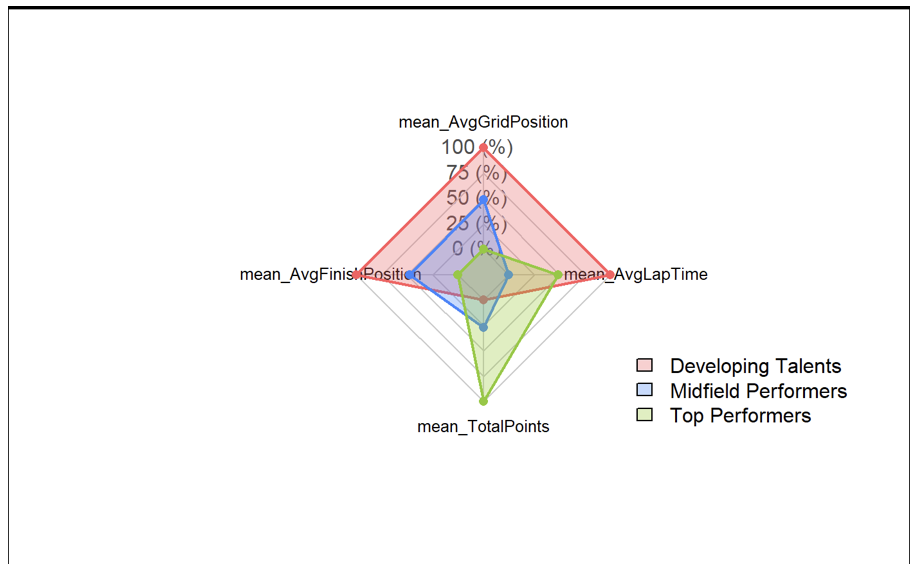 mean_AvgGridPosition
100 (%)
75 (%)
50 (%)
25 (%)
0 (%)
mean_AvgFinishPosition
mean_AvgLapTime
mean_TotalPoints
Developing Talents
Midfield Performers
Top Performers